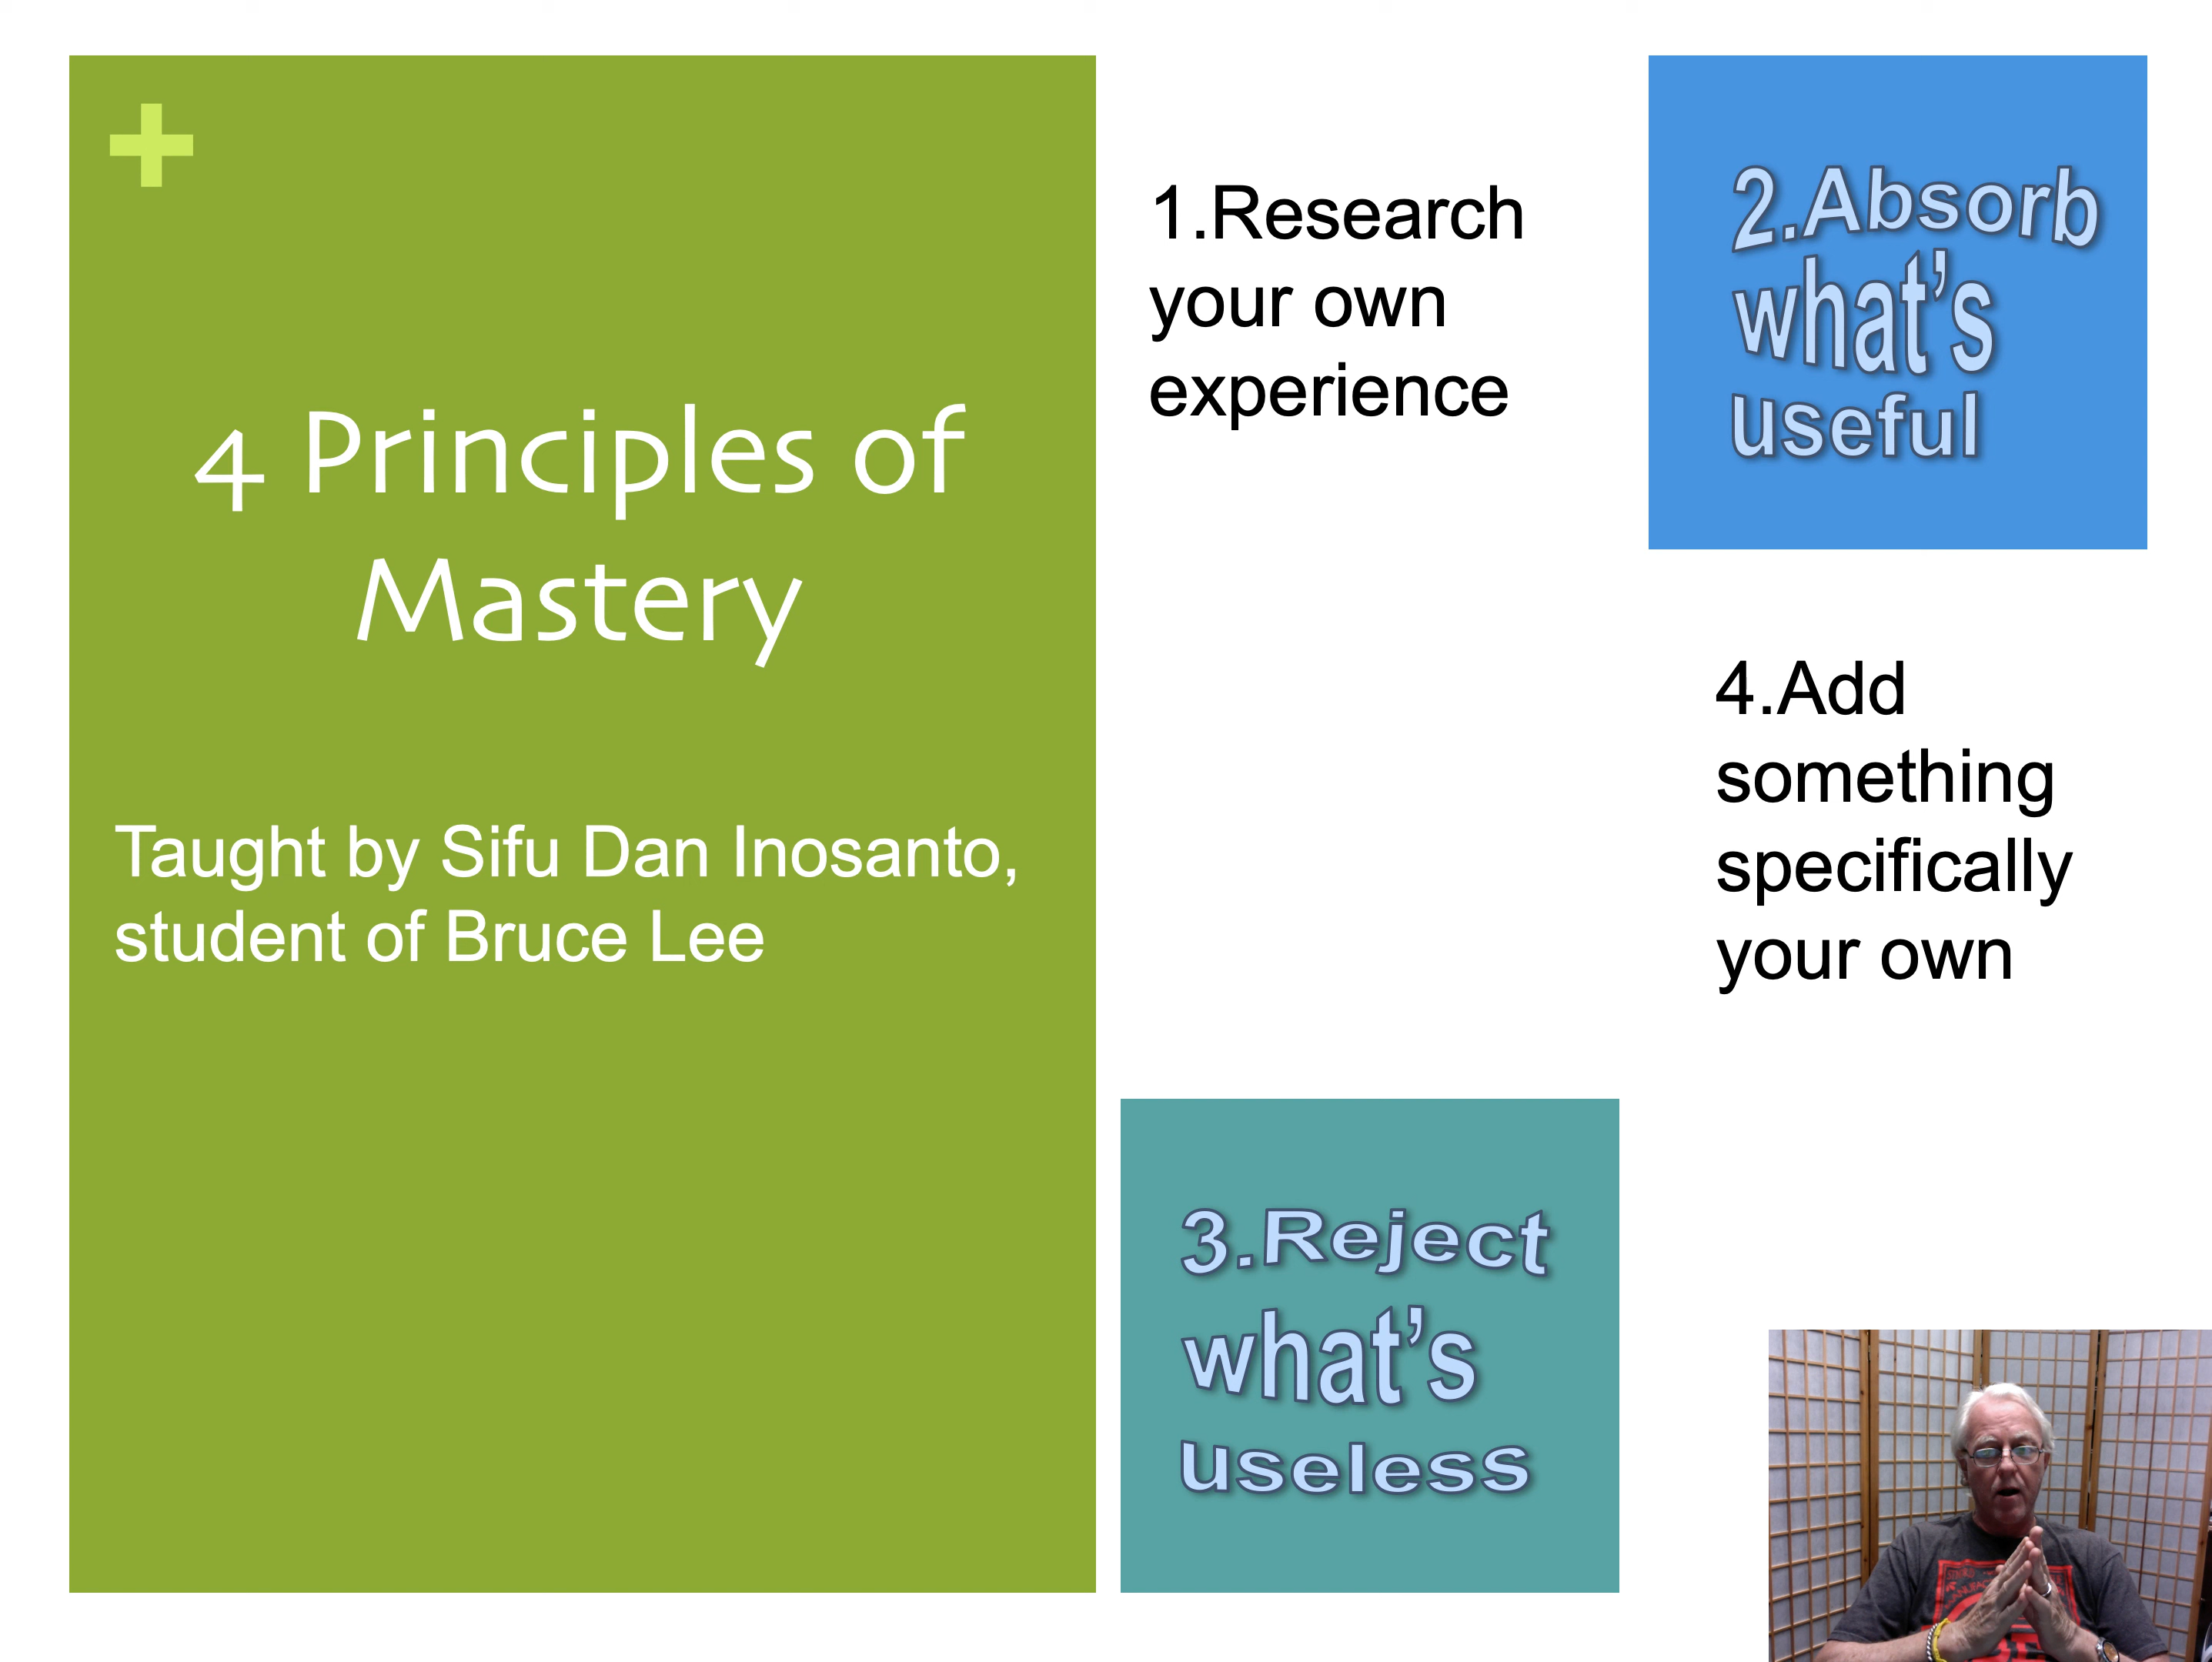 4 Principles of
Mastery
Taught by Sifu Dan Inosanto,
student of Bruce Lee
1.Research
your own
experience
2.Absorb
what’s
useful
3.Reject
what’s
useless
4.Add
something
specifically
your own